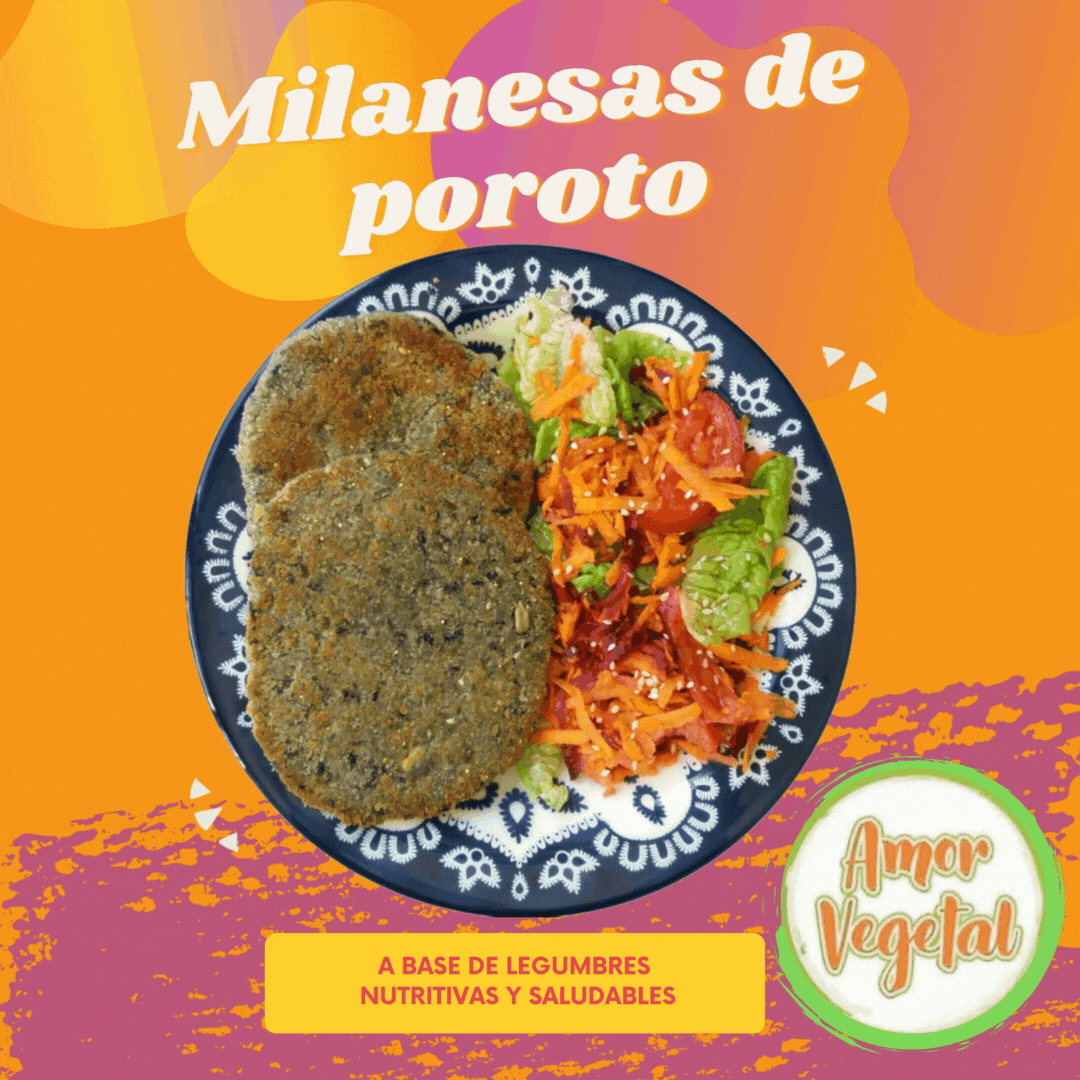 Milanesas de
poroto
A BASE DE LEGUMBRES
NUTRITIVAS Y SALUDABLES
Amor
Vegetal